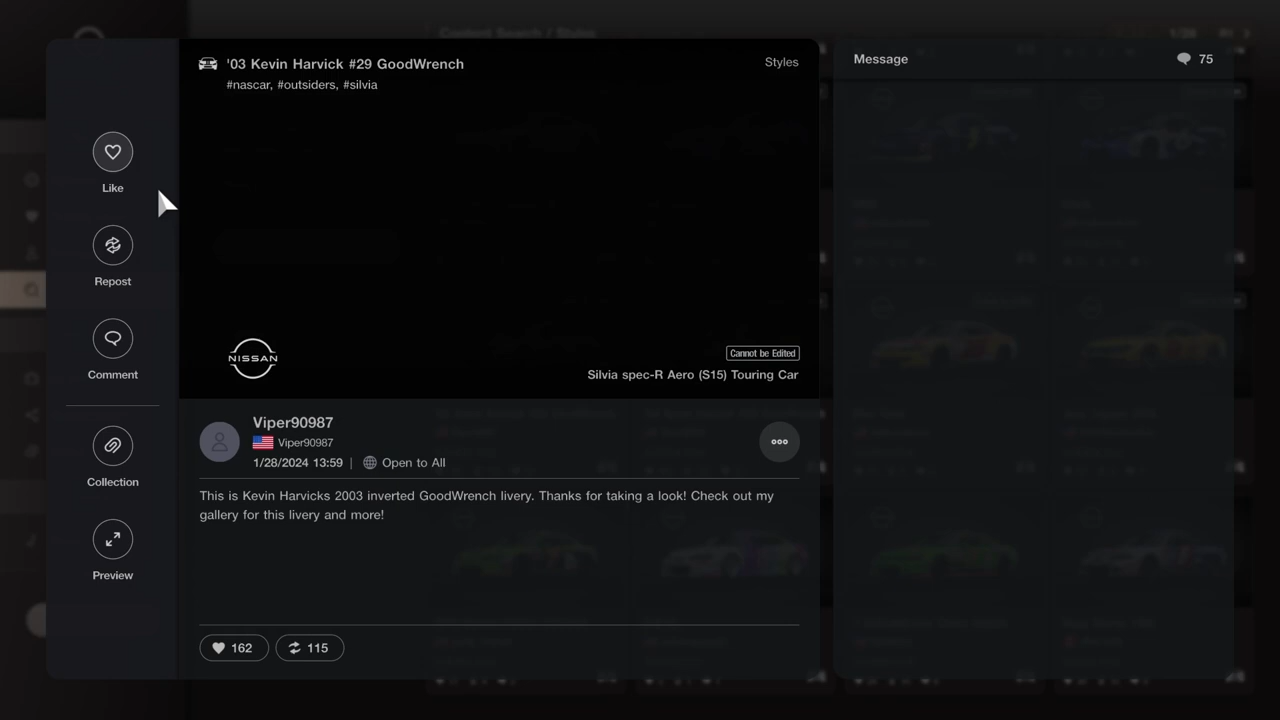 '03 Kevin Harvick #29 GoodWrench
Styles
#nascar, #outsiders, #silvia
Message
75
Like
Repost
Comment
Collection
Preview
NISSAN
Cannot be Edited
Silvia spec-R Aero (S15) Touring Car
Viper90987
Viper90987
1/28/2024 13:59 | Open to All
This is Kevin Harvicks 2003 inverted GoodWrench livery. Thanks for taking a look! Check out my
gallery for this livery and more!
162
115
Content Search / Styles